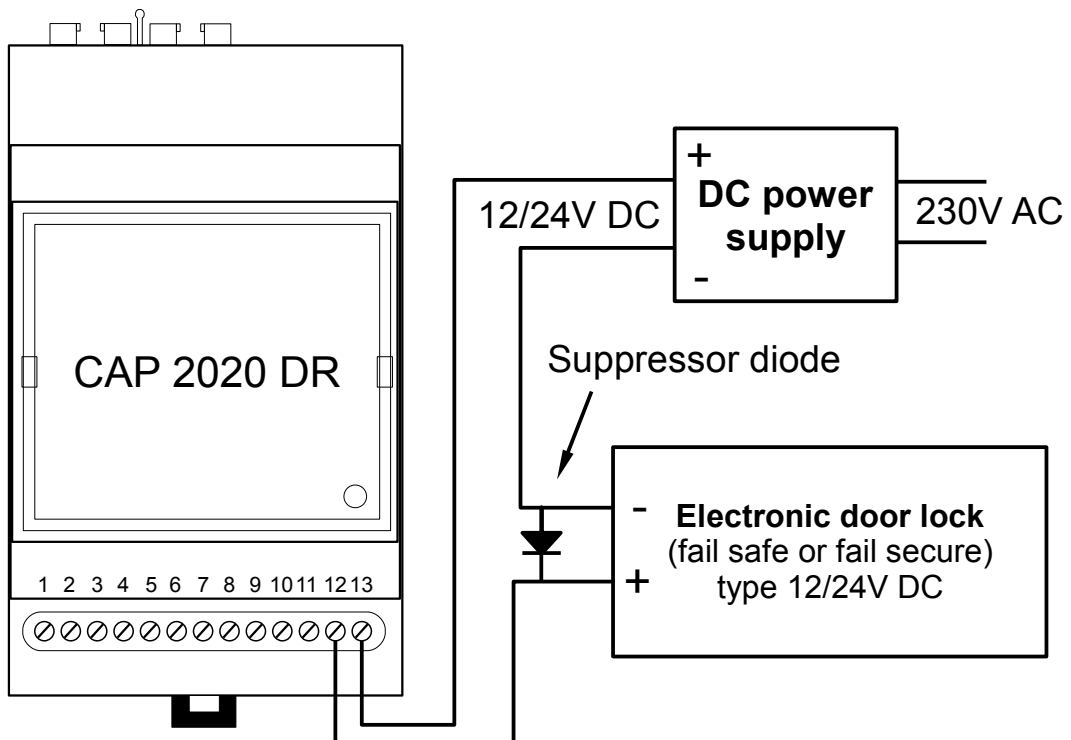 +
DC power
supply
-
12/24V DC
230V AC
Suppressor diode
CAP 2020 DR
-
Electronic door lock
(fail safe or fail secure)
+
type 12/24V DC
1 2 3 4 5 6 7 8 9 10 11 12 13